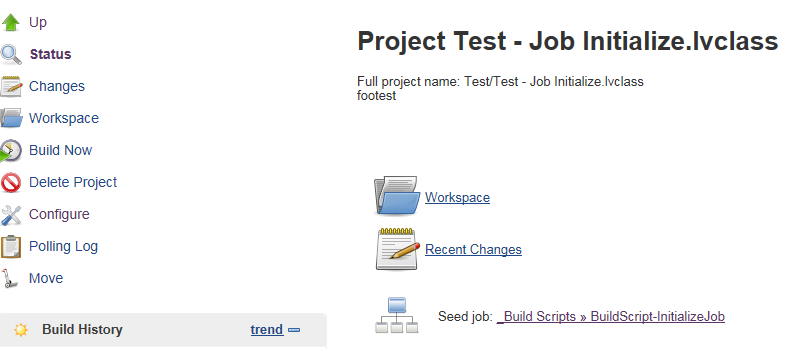 Up
Status
Changes
Workspace
Build Now
Delete Project
Configure
Polling Log
Move
Build History trend
Project Test - Job Initialize.lvclass
Full project name: Test/Test - Job Initialize.lvclass
footest
Workspace
Recent Changes
Seed job: _Build Scripts » BuildScript-InitializeJob